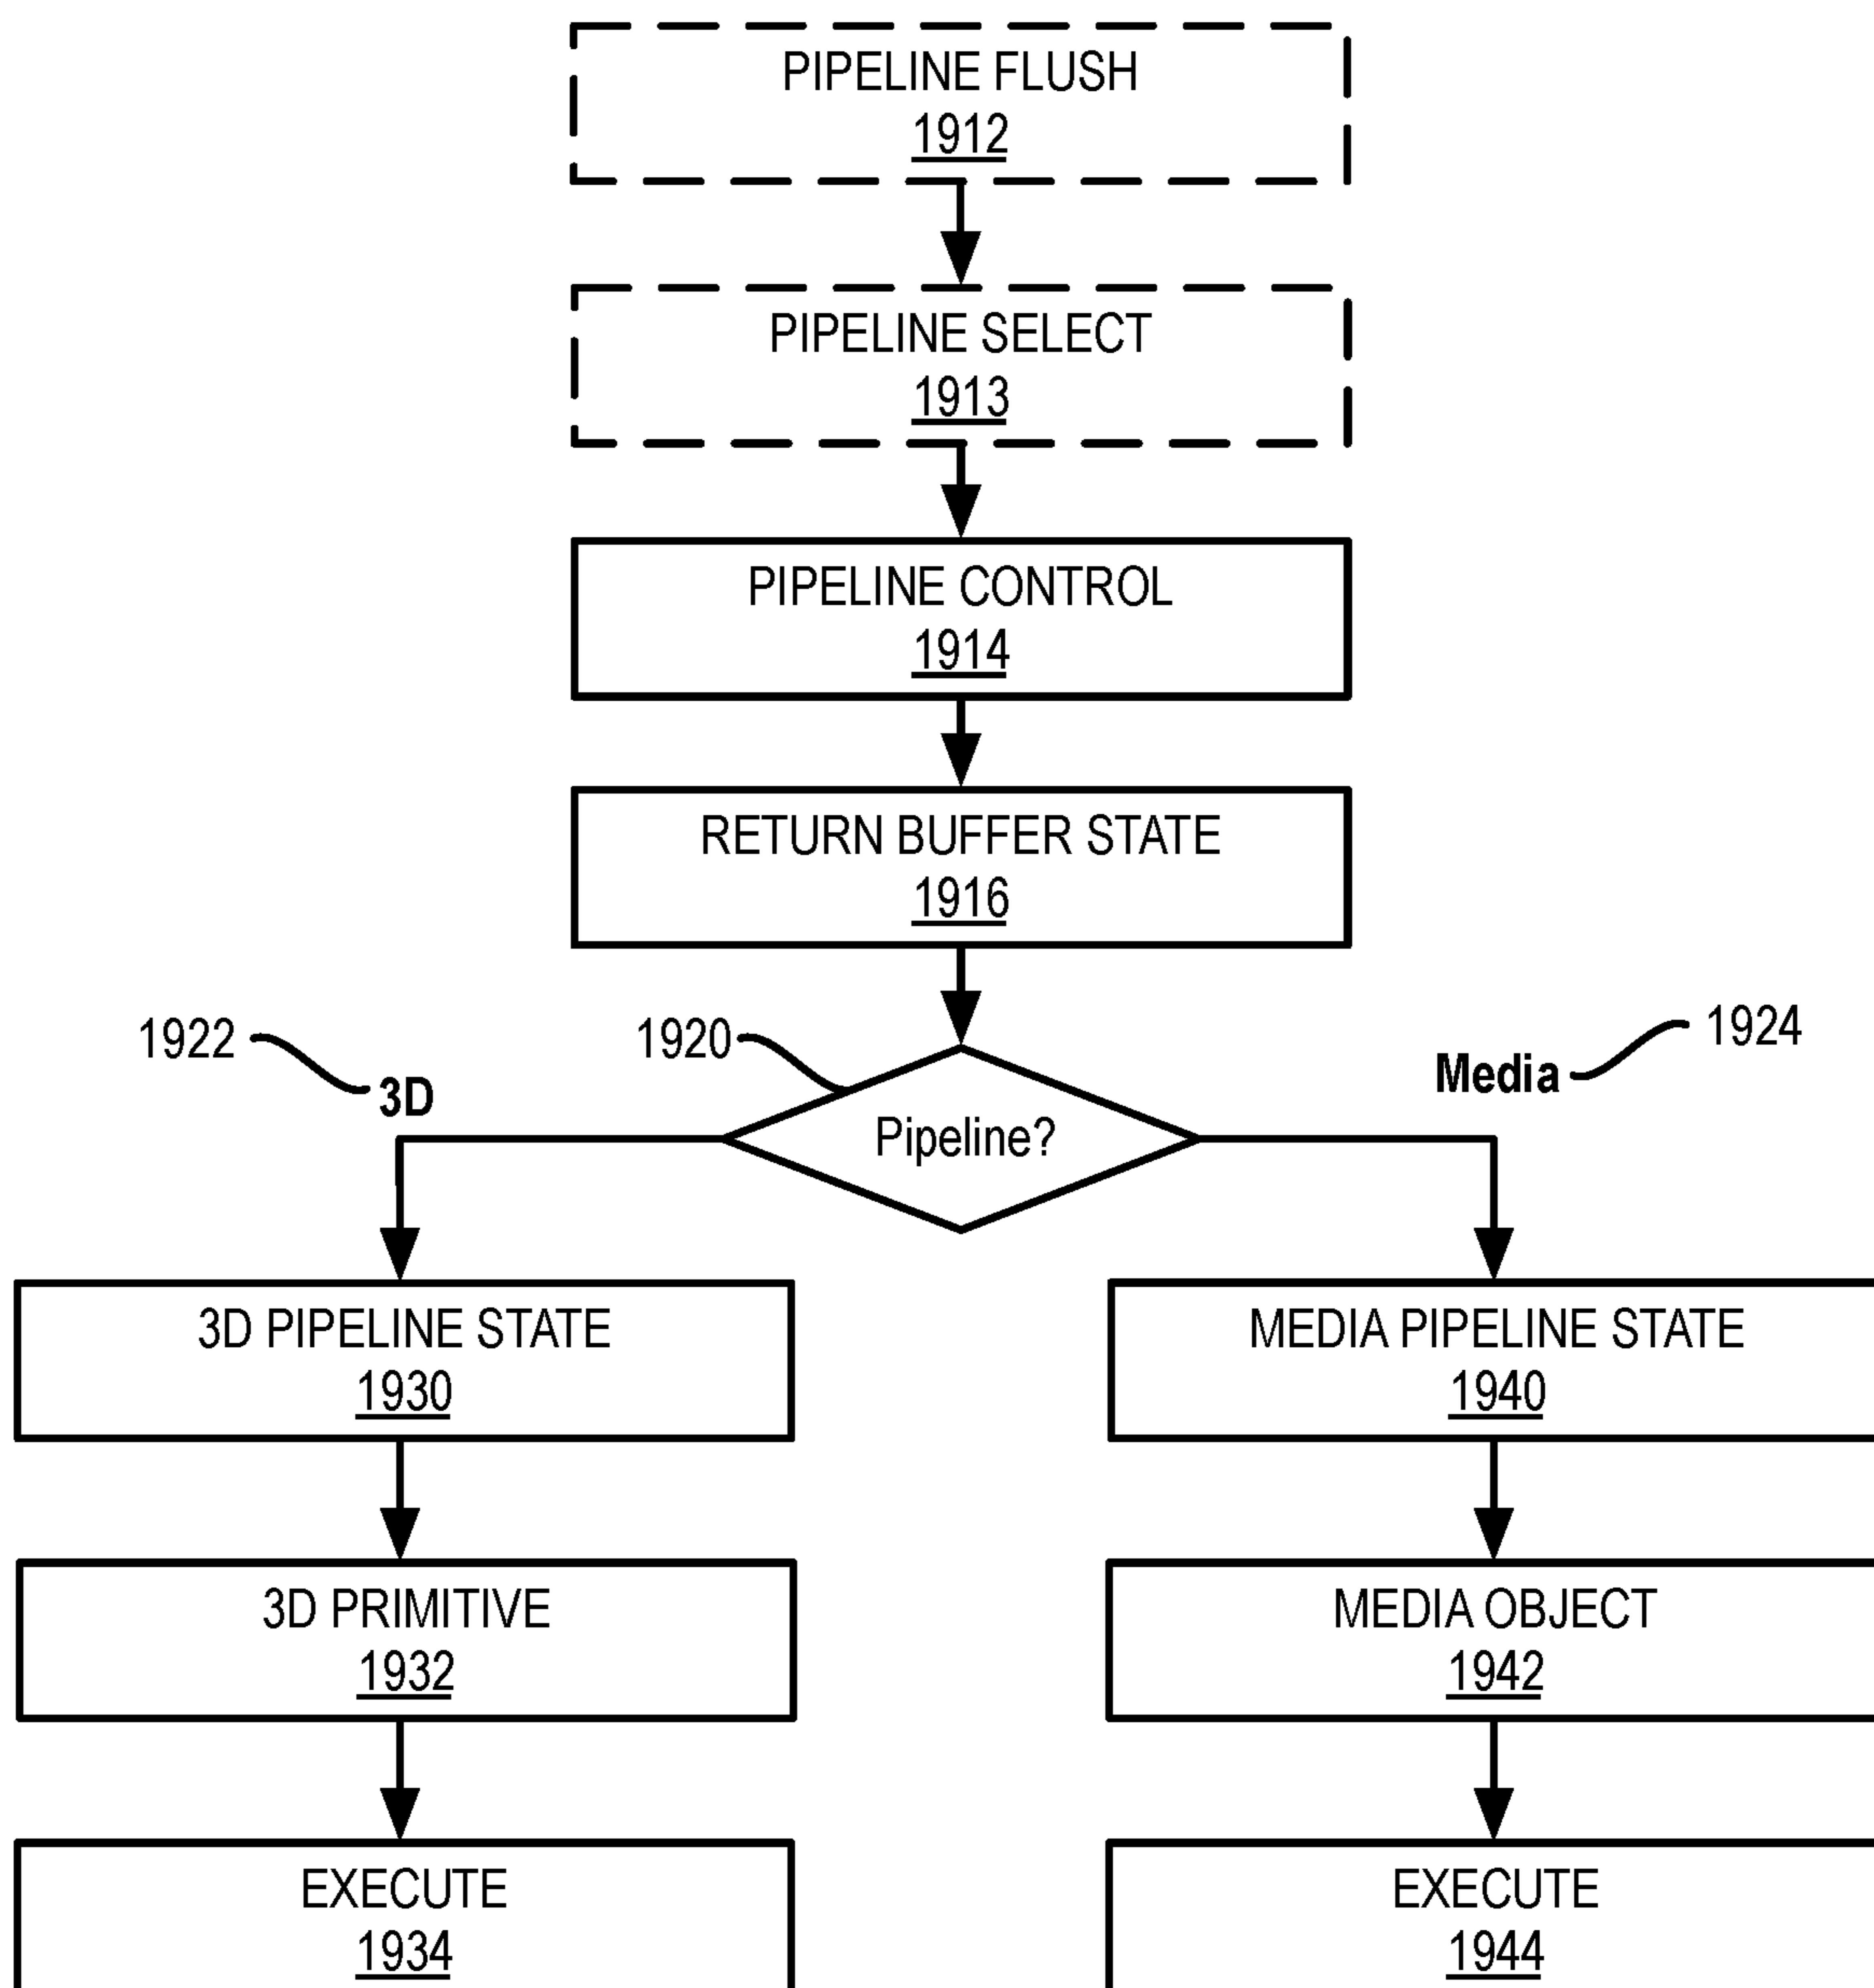 PIPELINE FLUSH
1912
PIPELINE SELECT
1913
PIPELINE CONTROL
1914
RETURN BUFFER STATE
1916
1922
3D
1920
Pipeline?
1924
Media
3D PIPELINE STATE
1930
MEDIA PIPELINE STATE
1940
3D PRIMITIVE
1932
MEDIA OBJECT
1942
EXECUTE
1934
EXECUTE
1944